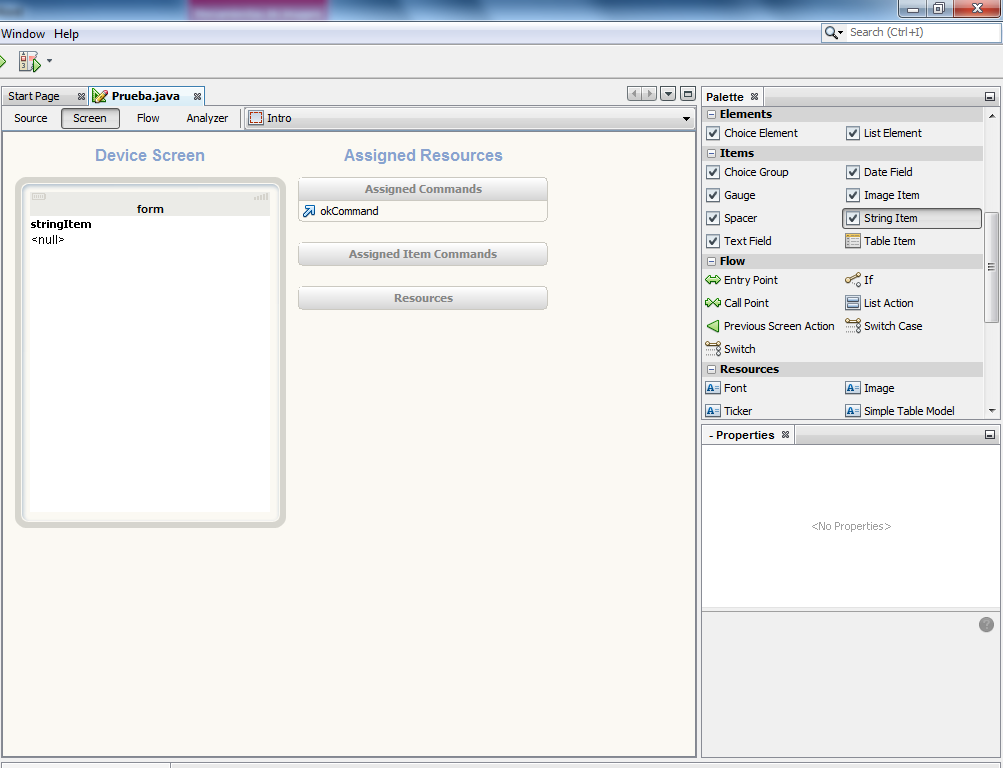 Window Help
Search (Ctrl+I)
Start Page
Prueba.java
Source Screen Flow Analyzer Intro
Device Screen
form
stringItem
<null>
Assigned Resources
Assigned Commands
okCommand
Assigned Item Commands
Resources
Palette
Elements
Choice Element List Element
Items
Choice Group Date Field
Gauge Image Item
Spacer String Item
Text Field Table Item
Flow
Entry Point If
Call Point List Action
Previous Screen Action Switch Case
Switch
Resources
Font Image
Ticker Simple Table Model
- Properties
<No Properties>